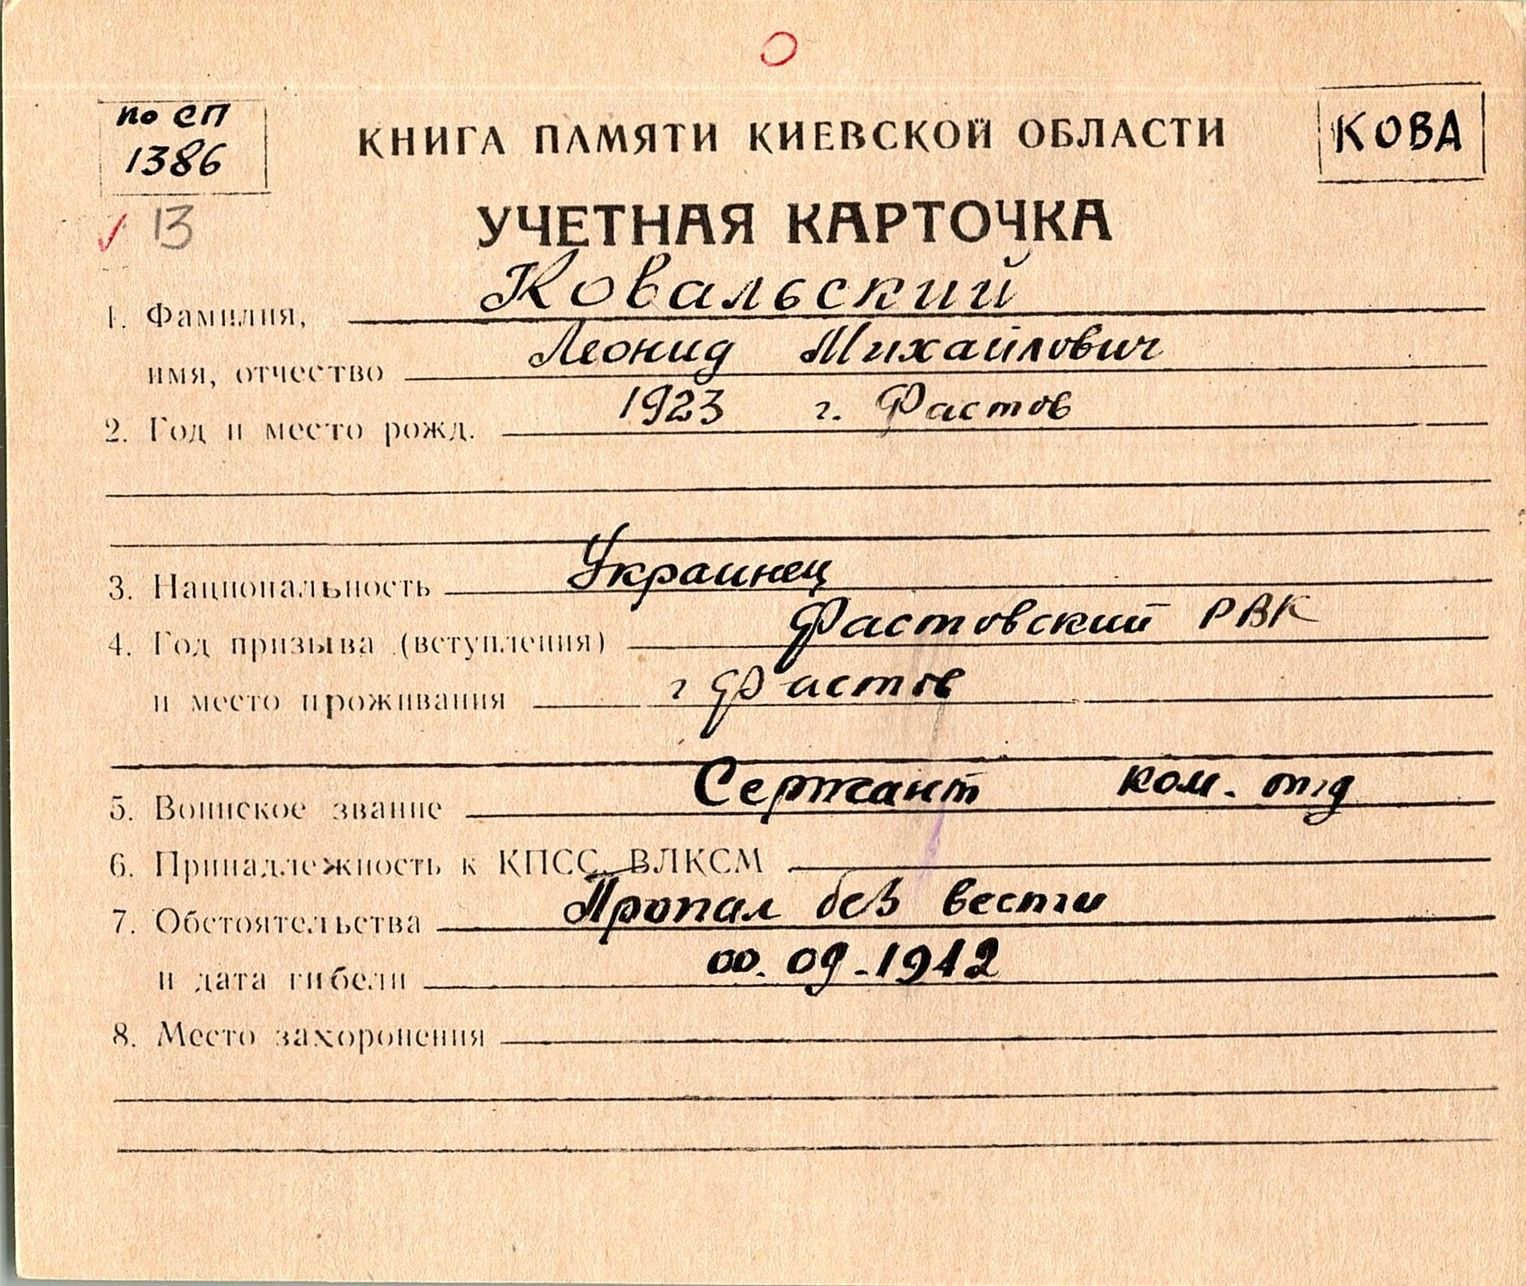 по СП
1386
КНИГА ПАМЯТИ КИЕВСКОЙ ОБЛАСТИ
КОВА
✓ 13
УЧЕТНАЯ КАРТОЧКА
1. Фамилия, Ковальский
имя, отчество Леонид Михайлович
2. Год и место рожд. 1923 г. Фастов
3. Национальность Украинец
4. Год призыва (вступления) Фастовский РВК
и место проживания г Фастов
5. Воинское звание Сержант ком. отд
6. Принадлежность к КПСС, ВЛКСМ
7. Обстоятельства Пропал без вести
и дата гибели 00.09.1942
8. Место захоронения